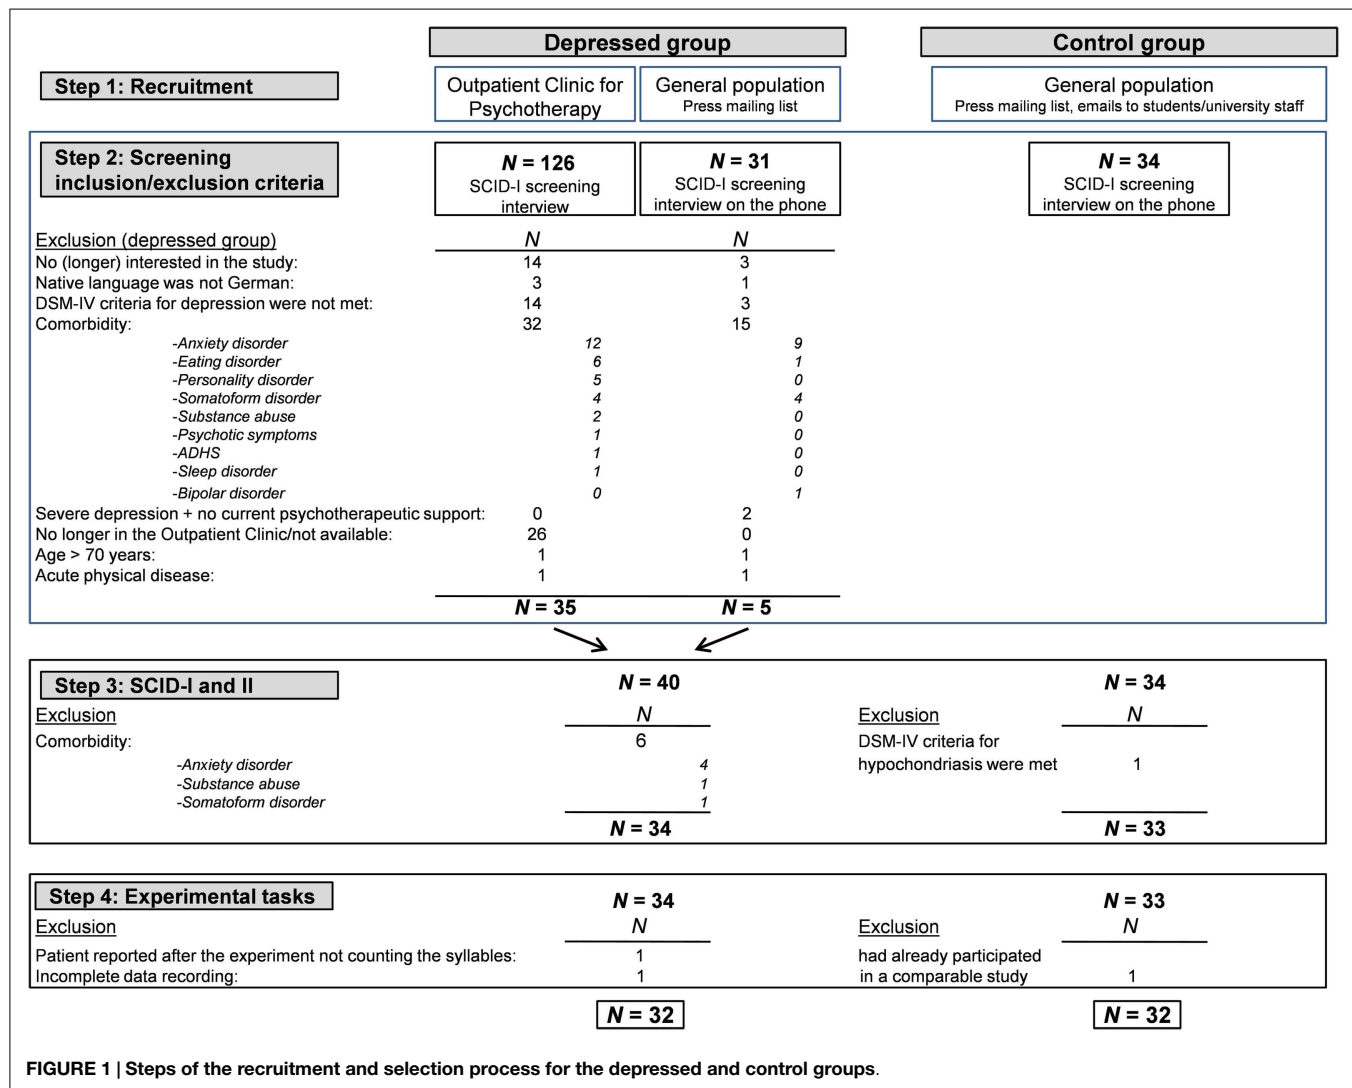 Depressed group
Control group
Step 1: Recruitment
Outpatient Clinic for
Psychotherapy
General population
Press mailing list
General population
Press mailing list, emails to students/university staff
Step 2: Screening
inclusion/exclusion criteria
N = 126
SCID-I screening
interview
N = 31
SCID-I screening
interview on the phone
N = 34
SCID-I screening
interview on the phone
Exclusion (depressed group) N N
No (longer) interested in the study: 14 3
Native language was not German: 3 1
DSM-IV criteria for depression were not met: 14 3
Comorbidity: 32 15
-Anxiety disorder 12 9
-Eating disorder 6 1
-Personality disorder 5 0
-Somatoform disorder 4 4
-Substance abuse 2 0
-Psychotic symptoms 1 0
-ADHS 1 0
-Sleep disorder 1 0
-Bipolar disorder 0 1
Severe depression + no current psychotherapeutic support: 0 2
No longer in the Outpatient Clinic/not available: 26 0
Age > 70 years: 1 1
Acute physical disease: 1 1
N = 35 N = 5
Step 3: SCID-I and II
N = 40
Exclusion N
Comorbidity: 6
-Anxiety disorder 4
-Substance abuse 1
-Somatoform disorder 1
N = 34
N = 34
Exclusion N
DSM-IV criteria for
hypochondriasis were met 1
N = 33
Step 4: Experimental tasks
N = 34
Exclusion N
Patient reported after the experiment not counting the syllables: 1
Incomplete data recording: 1
N = 32
N = 33
Exclusion N
had already participated
in a comparable study 1
N = 32
FIGURE 1 | Steps of the recruitment and selection process for the depressed and control groups.